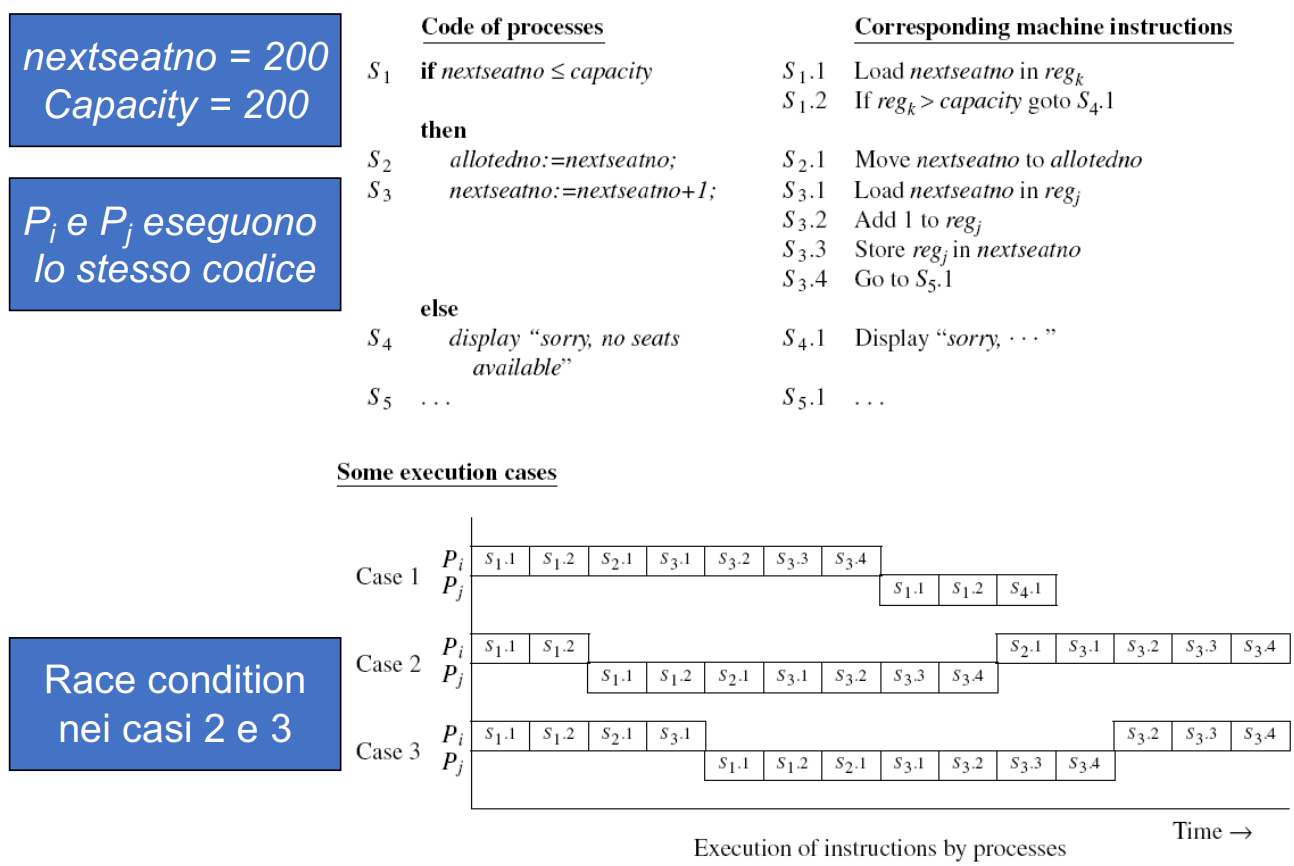 nextseatno = 200
Capacity = 200
Pi e Pj eseguono
lo stesso codice
Code of processes
Corresponding machine instructions
S1 if nextseatno ≤ capacity
S1.1 Load nextseatno in regk
S1.2 If regk > capacity goto S4.1
then
S2 allotedno:=nextseatno;
S2.1 Move nextseatno to allotedno
S3 nextseatno:=nextseatno+1;
S3.1 Load nextseatno in regj
S3.2 Add 1 to regj
S3.3 Store regj in nextseatno
S3.4 Go to S5.1
else
S4 display “sorry, no seats
available”
S4.1 Display “sorry, · · · ”
S5 . . .
S5.1 . . .
Some execution cases
Race condition
nei casi 2 e 3
Case 1
Pi S1.1 S1.2 S2.1 S3.1 S3.2 S3.3 S3.4
Pj S1.1 S1.2 S4.1
Case 2
Pi S1.1 S1.2 S2.1 S3.1 S3.2 S3.3 S3.4
Pj S1.1 S1.2 S2.1 S3.1 S3.2 S3.3 S3.4
Case 3
Pi S1.1 S1.2 S2.1 S3.1 S3.2 S3.3 S3.4
Pj S1.1 S1.2 S2.1 S3.1 S3.2 S3.3 S3.4
Time →
Execution of instructions by processes